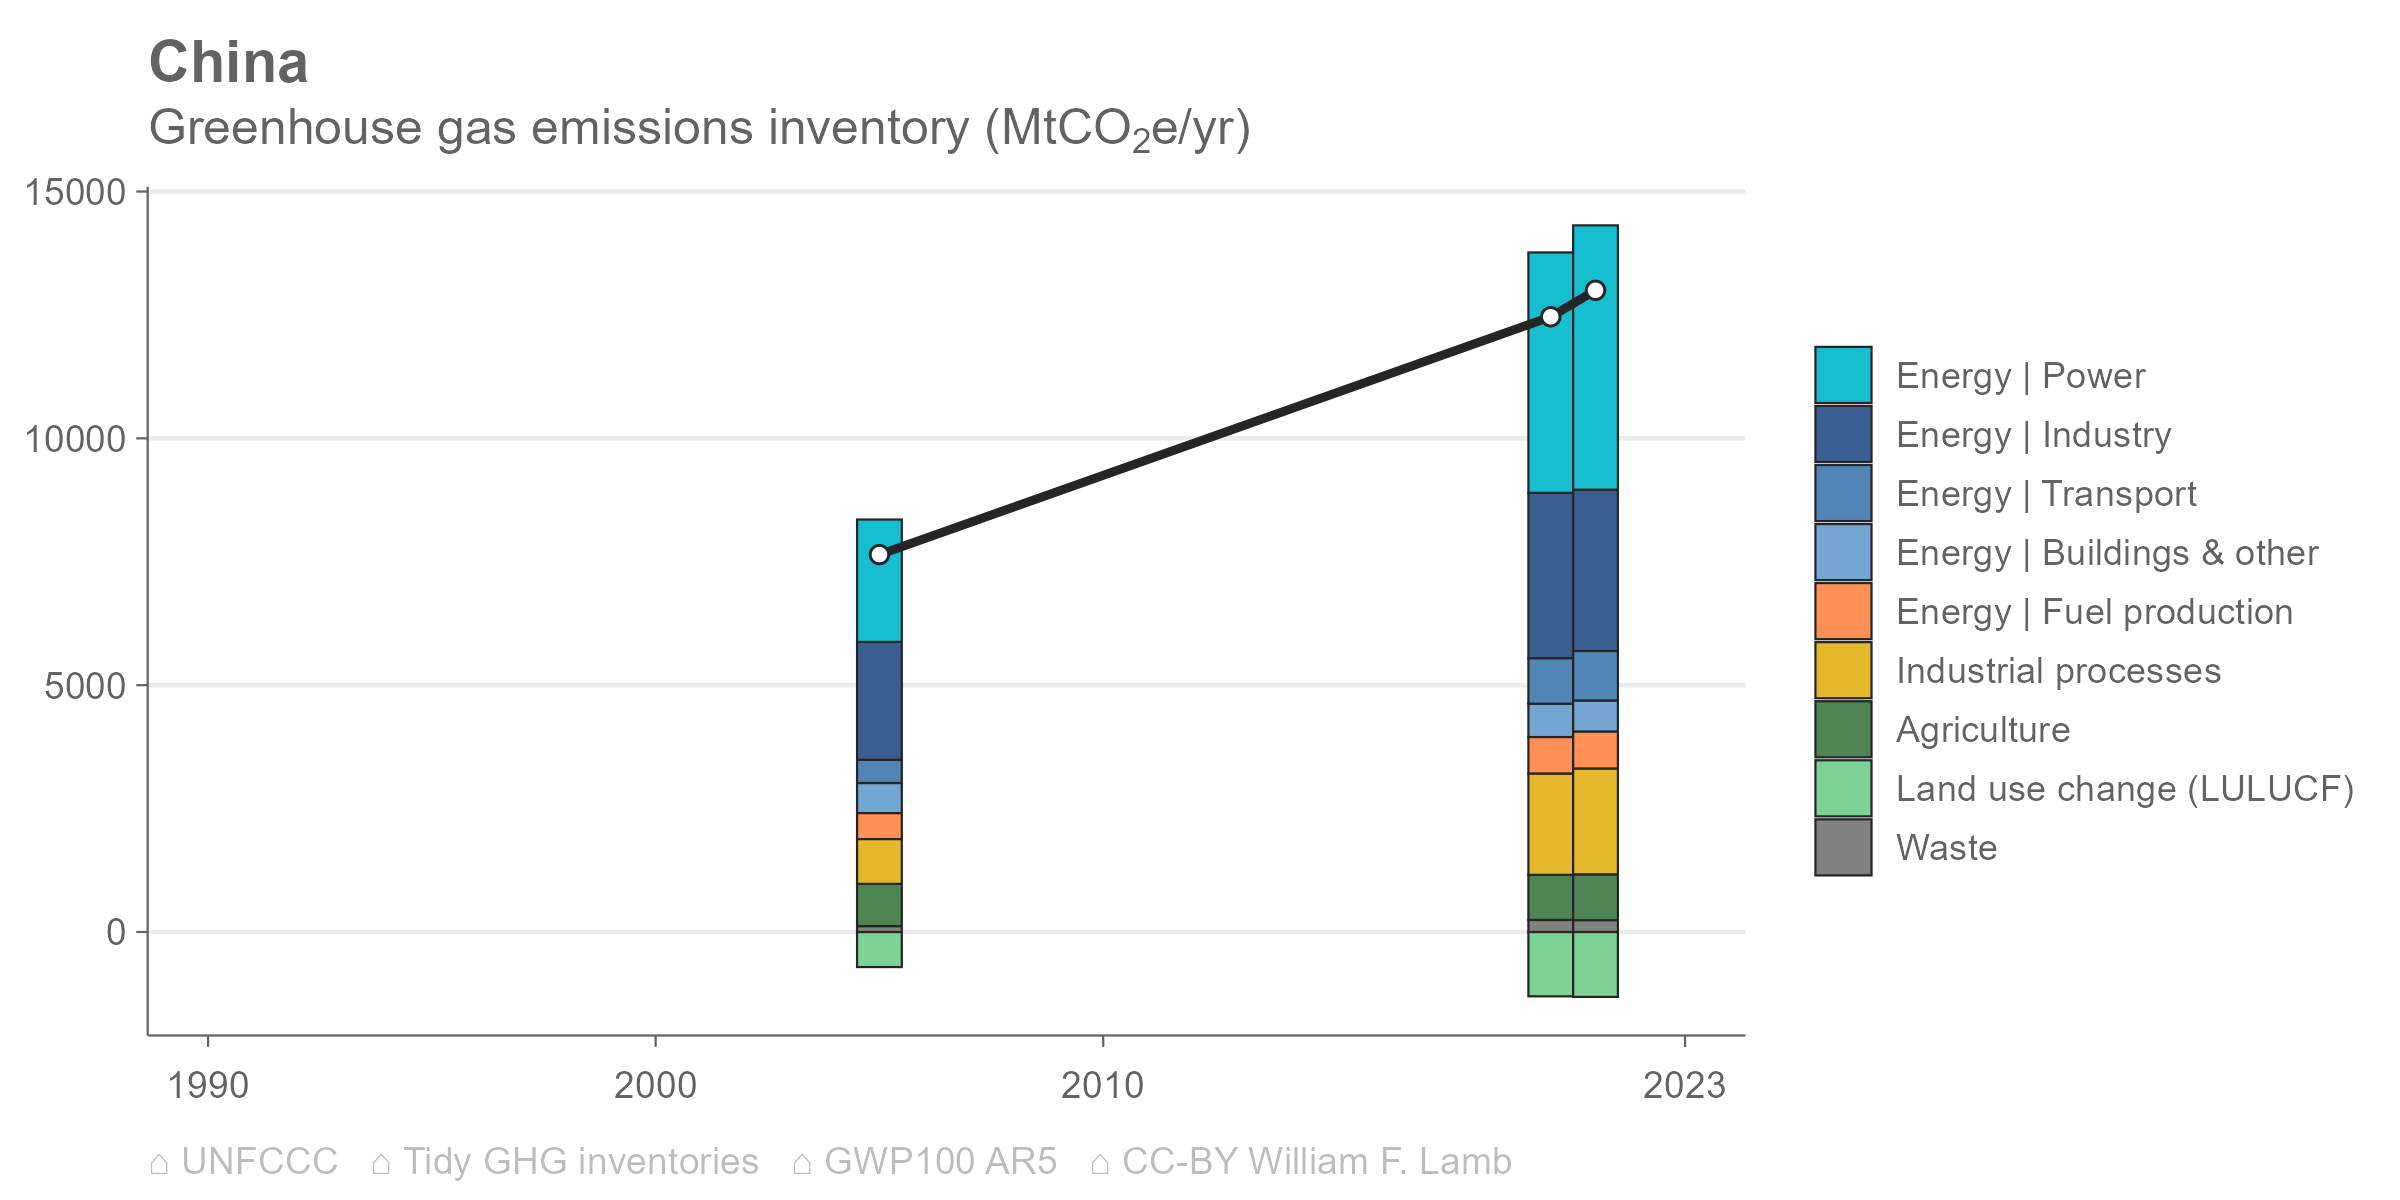 China
Greenhouse gas emissions inventory (MtCO₂e/yr)
15000
10000
5000
0
1990 2000 2010 2023
Energy | Power
Energy | Industry
Energy | Transport
Energy | Buildings & other
Energy | Fuel production
Industrial processes
Agriculture
Land use change (LULUCF)
Waste
⌂ UNFCCC ⌂ Tidy GHG inventories ⌂ GWP100 AR5 ⌂ CC-BY William F. Lamb